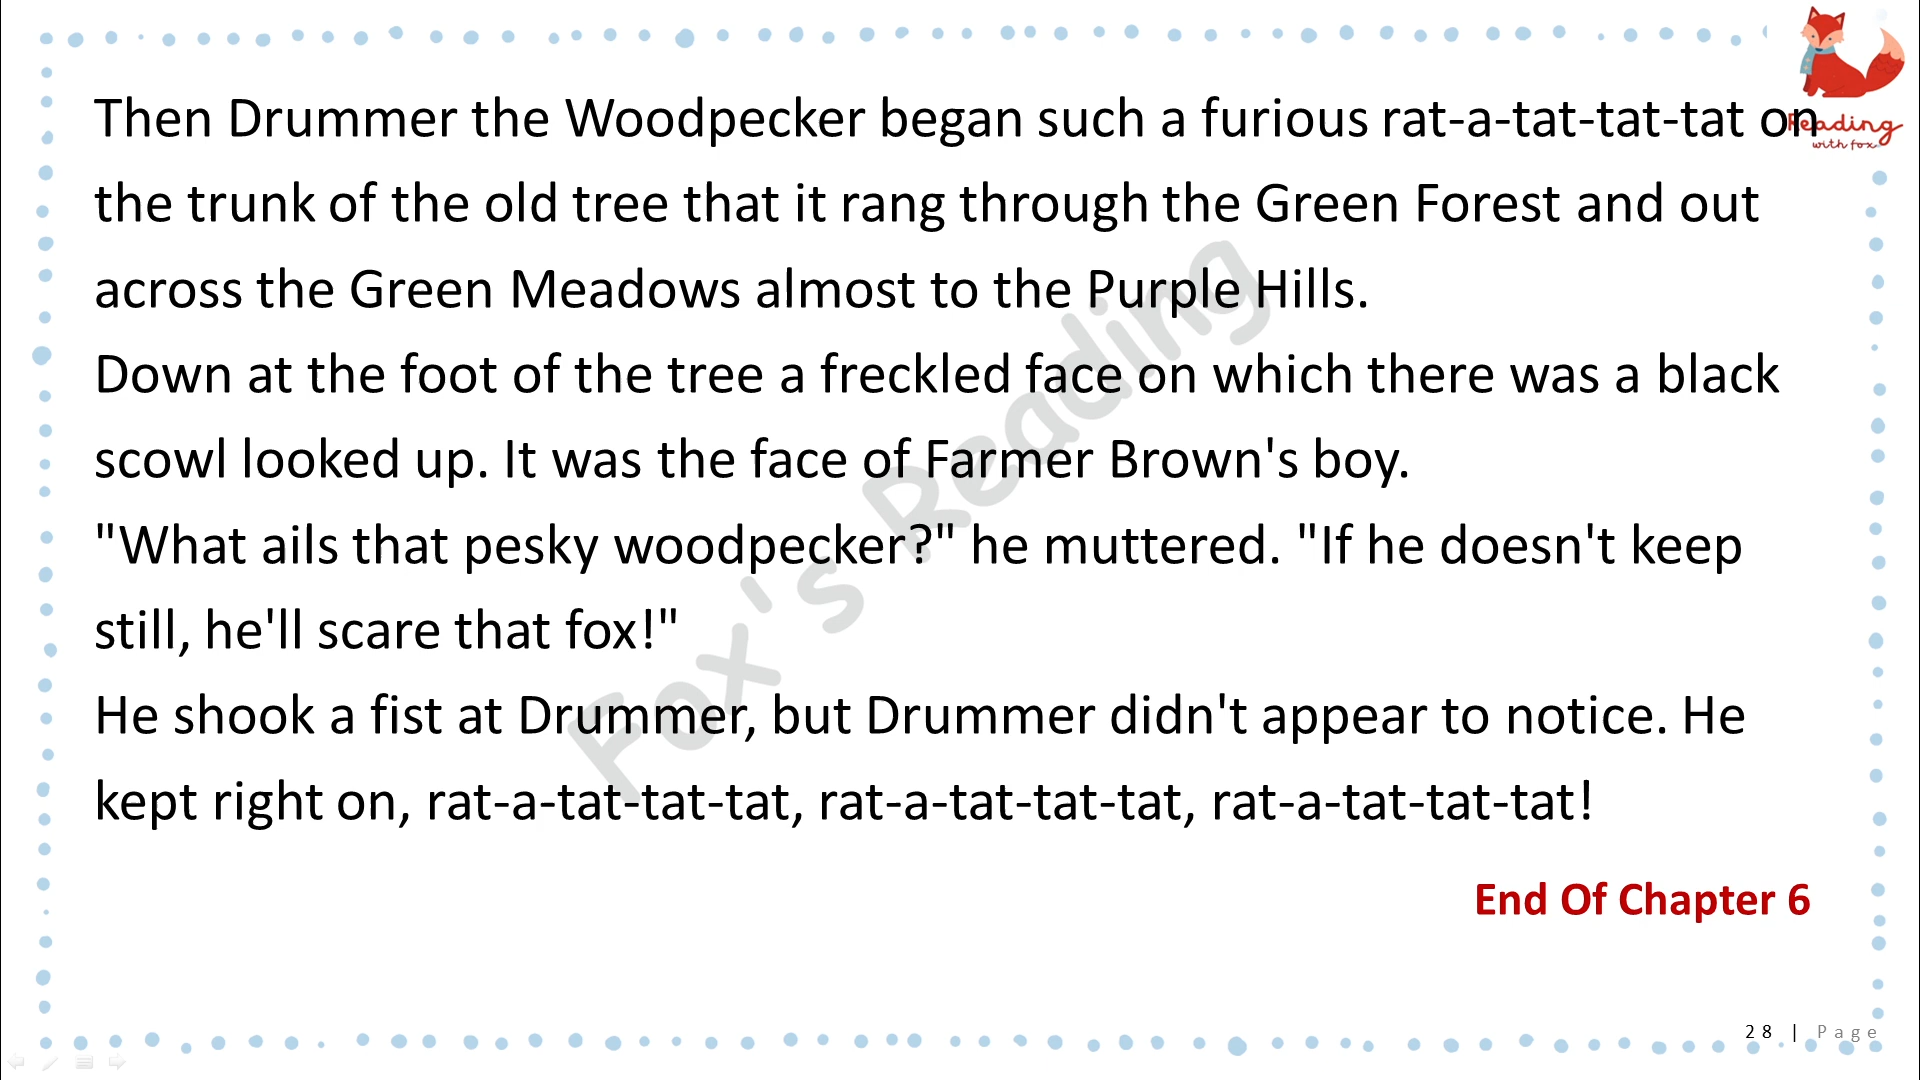 Then Drummer the Woodpecker began such a furious rat-a-tat-tat-tat on
the trunk of the old tree that it rang through the Green Forest and out
across the Green Meadows almost to the Purple Hills.
Down at the foot of the tree a freckled face on which there was a black
scowl looked up. It was the face of Farmer Brown's boy.
"What ails that pesky woodpecker?" he muttered. "If he doesn't keep
still, he'll scare that fox!"
He shook a fist at Drummer, but Drummer didn't appear to notice. He
kept right on, rat-a-tat-tat-tat, rat-a-tat-tat-tat, rat-a-tat-tat-tat!
End Of Chapter 6
28 | Page
Reading
with fox
Fox's Reading